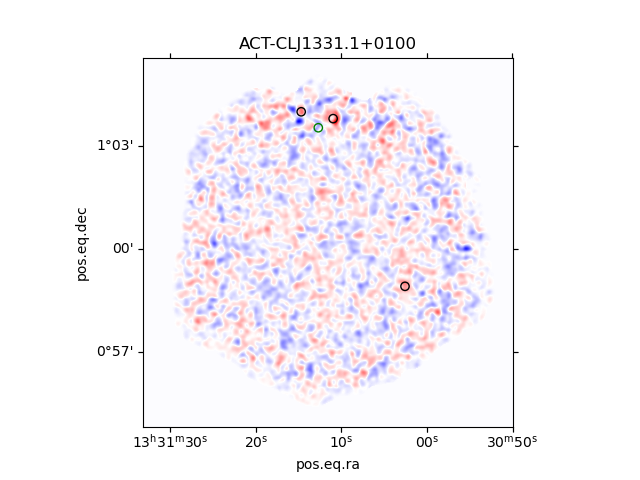 ACT-CLJ1331.1+0100
pos.eq.dec
1°03'
00'
0°57'
13ʰ31ᵐ30ˢ 20ˢ 10ˢ 00ˢ 30ᵐ50ˢ
pos.eq.ra